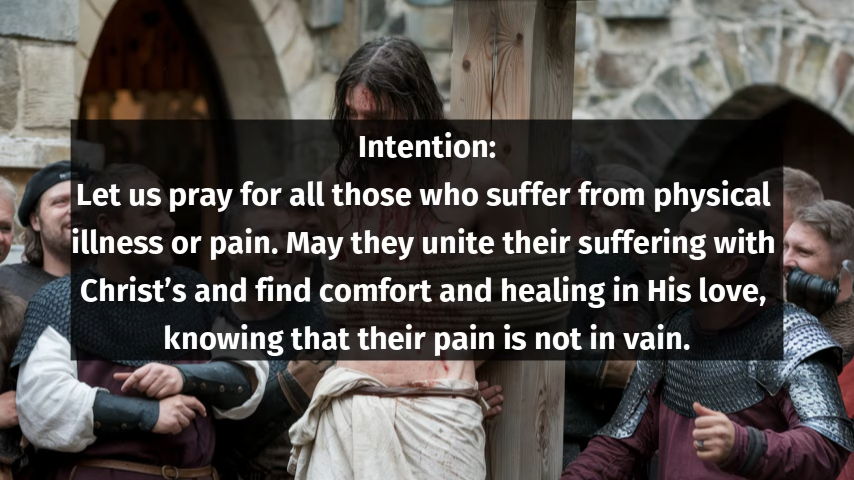 Intention:
Let us pray for all those who suffer from physical
illness or pain. May they unite their suffering with
Christ’s and find comfort and healing in His love,
knowing that their pain is not in vain.